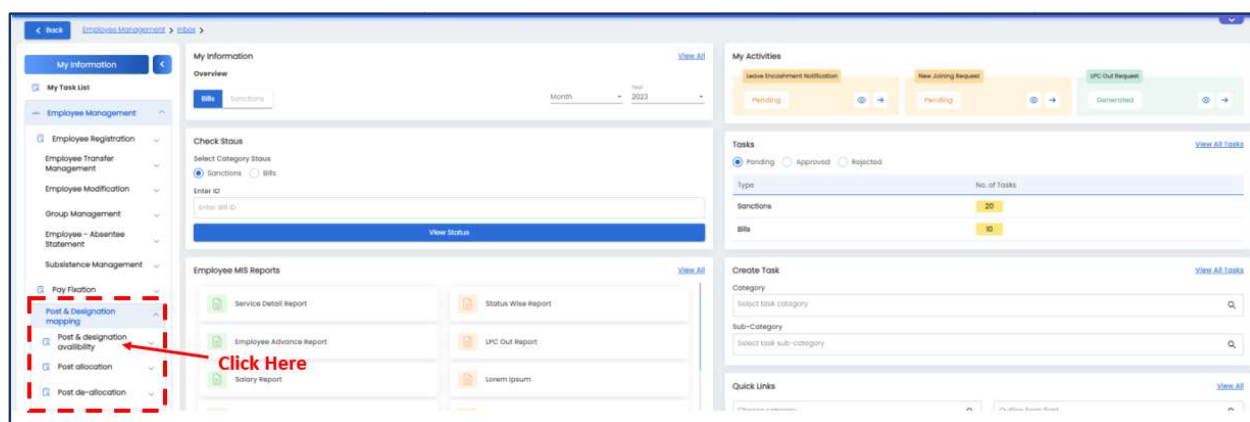 Back
Employee Management > Inbox >
My Information
My Task List
Employee Management
Employee Registration
Employee Transfer
Management
Employee Modification
Group Management
Employee - Absentee
Statement
Subsistence Management
Pay Fixation
Post & Designation
mapping
Post & designation
availibility
Post allocation
Post de-allocation
Click Here
My Information
View All
Overview
Bills
Sanctions
Month
Year
2023
Check Staus
Select Category Staus
Sanctions
Bills
Enter ID
Enter Bill ID
View Status
Employee MIS Reports
View All
Service Detail Report
Status Wise Report
Employee Advance Report
LPC Out Report
Salary Report
Lorem Ipsum
My Activities
Leave Encashment Notification
Pending
New Joining Request
Pending
LPC Out Request
Generated
Tasks
View All Tasks
Pending
Approved
Rejected
Type
No. of Tasks
Sanctions
20
Bills
10
Create Task
View All Tasks
Category
Select task category
Sub-Category
Select task sub-category
Quick Links
View All
Choose category
Outline Form Field